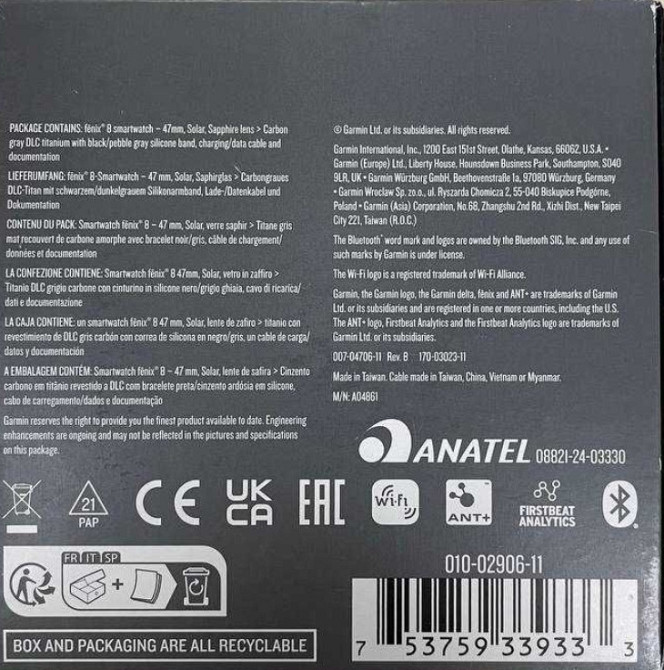 PACKAGE CONTAINS: fēnix® 8 smartwatch – 47mm, Solar, Sapphire lens > Carbon
gray DLC titanium with black/pebble gray silicone band, charging/data cable and
documentation
LIEFERUMFANG: fēnix® 8-Smartwatch – 47 mm, Solar, Saphirglas > Carbongraues
DLC-Titan mit schwarzem/dunkelgrauem Silikonarmband, Lade-/Datenkabel und
Dokumentation
CONTENU DU PACK: Smartwatch fēnix® 8 – 47 mm, Solar, verre saphir > Titane gris
mat recouvert de carbone amorphe avec bracelet noir/gris, câble de chargement/
données et documentation
LA CONFEZIONE CONTIENE: Smartwatch fēnix® 8 47mm, Solar, vetro in zaffiro >
Titanio DLC grigio carbone con cinturino in silicone nero/grigio ghiaia, cavo di ricarica/
dati e documentazione
LA CAJA CONTIENE: un smartwatch fēnix® 8 47 mm, Solar, lente de zafiro > titanio con
revestimiento de DLC gris carbón con correa de silicona en negro/gris, un cable de carga/
datos y documentación
A EMBALAGEM CONTÉM: Smartwatch fēnix® 8 – 47 mm, Solar, lente de safira > Cinzento
carbono em titânio revestido a DLC com bracelete preta/cinzento ardósia em silicone,
cabo de carregamento/dados e documentação
Garmin reserves the right to provide you the finest product available to date. Engineering
enhancements are ongoing and may not be reflected in the pictures and specifications
on this package.
© Garmin Ltd. or its subsidiaries. All rights reserved.
Garmin International, Inc., 1200 East 151st Street, Olathe, Kansas, 66062, U.S.A. •
Garmin (Europe) Ltd., Liberty House, Hounsdown Business Park, Southampton, SO40
9LR, UK • Garmin Würzburg GmbH, Beethovenstraße 1a, 97080 Würzburg, Germany
• Garmin Wroclaw Sp. zo.o., ul. Ryszarda Chomicza 2, 55-040 Biskupice Podgórne,
Poland • Garmin (Asia) Corporation, No.68, Zhangshu 2nd Rd., Xizhi Dist., New Taipei
City 221, Taiwan (R.O.C.)
The Bluetooth® word mark and logos are owned by the Bluetooth SIG, Inc. and any use of
such marks by Garmin is under license.
The Wi-Fi logo is a registered trademark of Wi-Fi Alliance.
Garmin, the Garmin logo, the Garmin delta, fēnix and ANT+ are trademarks of Garmin
Ltd. or its subsidiaries and are registered in one or more countries, including the U.S.
The ANT+ logo, Firstbeat Analytics and the Firstbeat Analytics logo are trademarks of
Garmin Ltd. or its subsidiaries.
007-04706-11 Rev. B 170-03023-11
Made in Taiwan. Cable made in Taiwan, China, Vietnam or Myanmar.
M/N: A04861
ANATEL 08821-24-03330
21
PAP
CE
UK
CA
EAC
Wi-Fi
ANT+
FIRSTBEAT
ANALYTICS
FR IT SP
+
BOX AND PACKAGING ARE ALL RECYCLABLE
010-02906-11
7 53759 33933 3